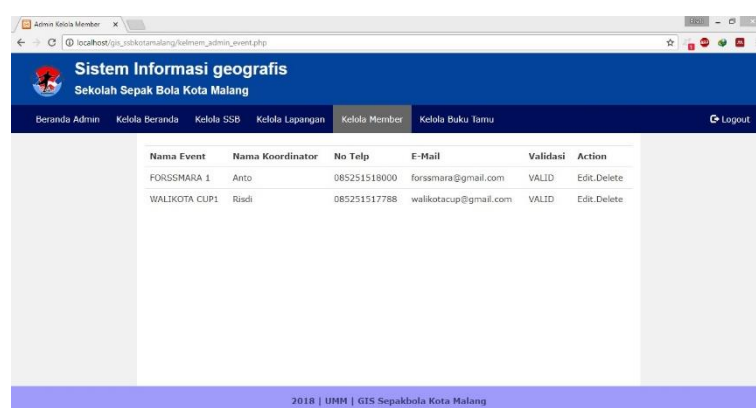 Admin Kelola Member
localhost/gis_ssbkotamalang/kelmem_admin_event.php
Sistem Informasi geografis
Sekolah Sepak Bola Kota Malang
Beranda Admin Kelola Beranda Kelola SSB Kelola Lapangan Kelola Member Kelola Buku Tamu Logout
Nama Event Nama Koordinator No Telp E-Mail Validasi Action
FORSSMARA 1 Anto 085251518000 forssmara@gmail.com VALID Edit.Delete
WALIKOTA CUP1 Risdi 085251517788 walikotacup@gmail.com VALID Edit.Delete
2018 | UMM | GIS Sepakbola Kota Malang